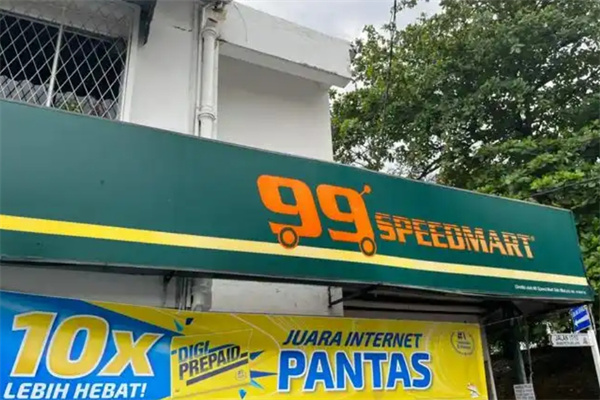 99 SPEEDMART
10x
LEBIH HEBAT!
DIGI
PREPAID
JUARA INTERNET
PANTAS